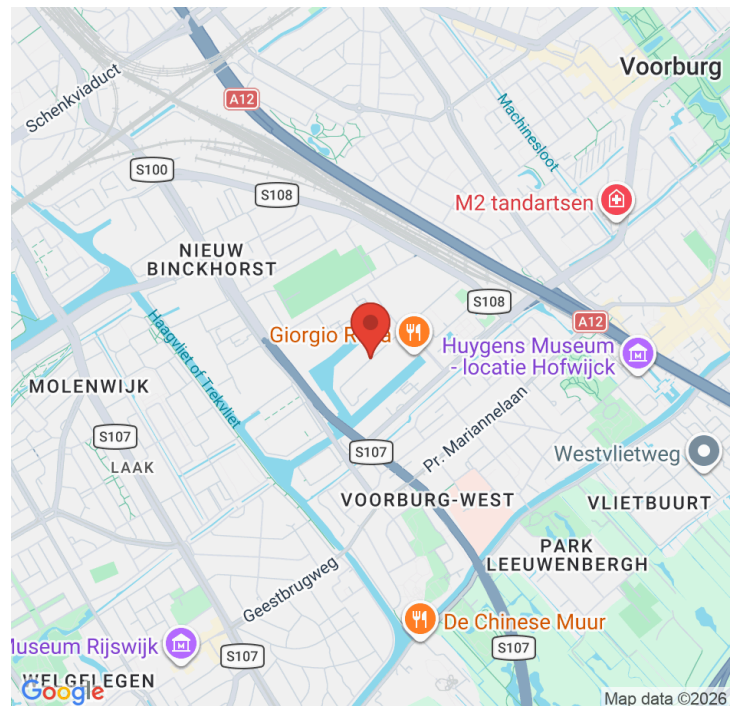 Voorburg
Schenkviaduct
A12
Machinesloot
S100
S108
M2 tandartsen
NIEUW
BINCKHORST
S108
A12
Haagvliet of Trekvliet
Giorgio
Huygens Museum
- locatie Hofwijck
MOLENWIJK
S107
LAAK
S107
Pr. Mariannelaan
Westvlietweg
VOORBURG-WEST
VLIETBUURT
PARK
LEEUWENBERGH
Geestbrugweg
De Chinese Muur
Museum Rijswijk
S107
S107
WELGELEGEN
Google
Map data ©2026